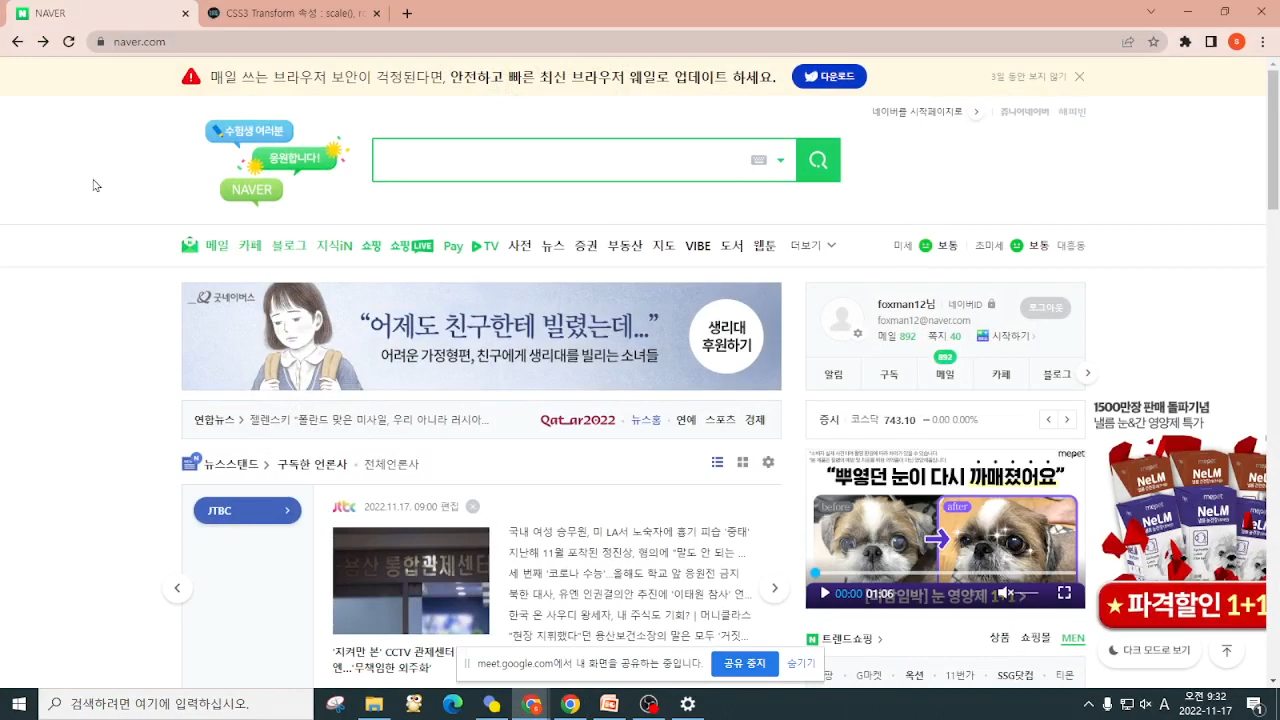 NAVER
CSS3 Transform 속성 : scale(), r
naver.com
매일 쓰는 브라우저 보안이 걱정된다면, 안전하고 빠른 최신 브라우저 웨일로 업데이트 하세요.
다운로드
3일 동안 보지 않기
네이버를 시작페이지로
쥬니어네이버
해피빈
수험생 여러분
응원합니다!
NAVER
메일 카페 블로그 지식iN 쇼핑 쇼핑LIVE Pay TV 사전 뉴스 증권 부동산 지도 VIBE 도서 웹툰 더보기
미세 보통 초미세 보통 대흥동
굿네이버스
“어제도 친구한테 빌렸는데...”
어려운 가정형편, 친구에게 생리대를 빌리는 소녀들
생리대
후원하기
foxman12님 네이버ID
로그아웃
foxman12@naver.com
메일 892 쪽지 40 시작하기
892
알림 구독 메일 카페 블로그
연합뉴스 젤렌스키 “폴란드 맞은 미사일, 우리 아니라 러시아...
Qatar2022 뉴스홈 연예 스포츠 경제
증시 코스닥 743.10 0.00 0.00%
1500만장 판매 돌파기념
낼름 눈&간 영양제 특가
뉴스스탠드 구독한 언론사 전체언론사
JTBC
jtbc 2022.11.17. 09:00 편집
국내 여성 승무원, 미 LA서 노숙자에 흉기 피습 '중태'
지난해 11월 포착된 정진상, 혐의에 “말도 안 되는 ...
세 번째 '코로나 수능'...올해도 학교 앞 응원전 금지
북한 대사, 유엔 인권결의안 추진에 '이태원 참사' 언...
한국 온 사우디 왕세자, 내 주식도 기회? | 머니클라스
“현장 지휘했다”던 용산보건소장의 말은 모두 '거짓...
용산 통합관제센터
'지켜만 본' CCTV 관제센터
엔...'무책임한 외주화'
mepet
“뿌옇던 눈이 다시 까매졌어요”
before
after
00:00 01:06
눈 영양제 1+1
mepet
NeLM
NeLM
NeLM
NeLM
파격할인 1+1
트렌드쇼핑
상품 쇼핑몰 MEN
G마켓 옥션 11번가 SSG닷컴 티몬
다크 모드로 보기
meet.google.com에서 내 화면을 공유하는 중입니다.
공유 중지
숨기기
검색하려면 여기에 입력하십시오.
오전 9:32
2022-11-17